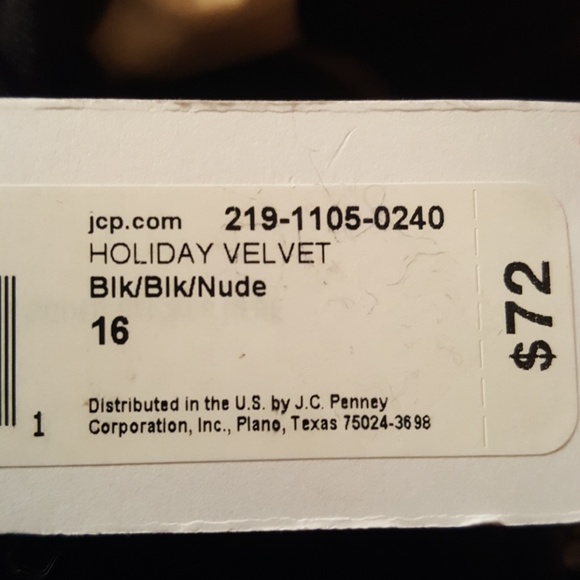 jcp.com 219-1105-0240
HOLIDAY VELVET
Blk/Blk/Nude
16
$72
Distributed in the U.S. by J.C. Penney
Corporation, Inc., Plano, Texas 75024-3698
1